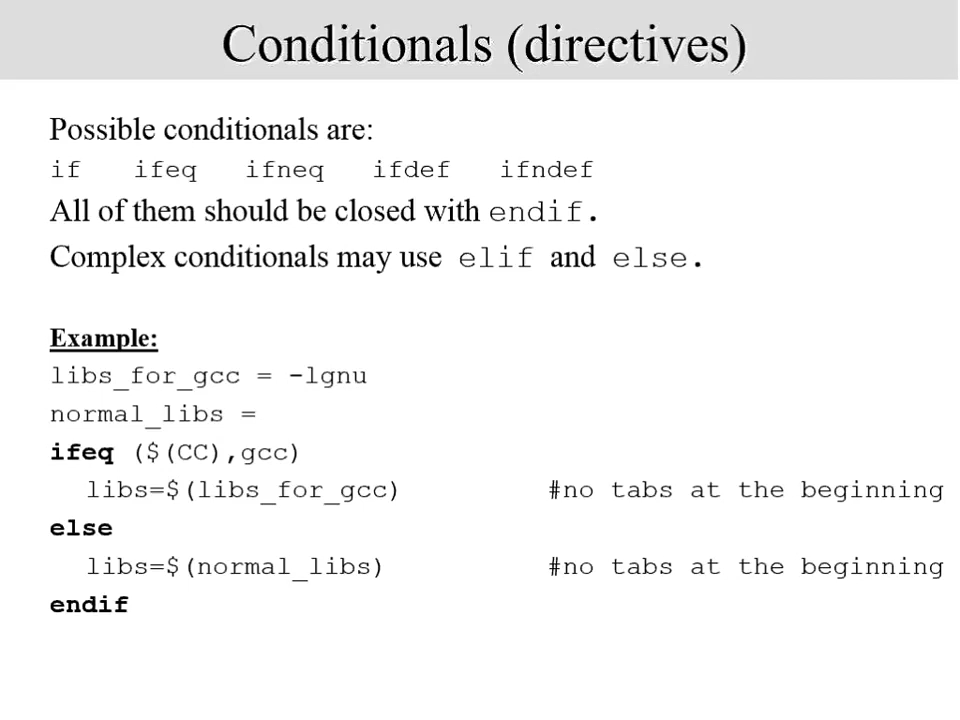 Conditionals (directives)
Possible conditionals are:
if ifeq ifneq ifdef ifndef
All of them should be closed with endif.
Complex conditionals may use elif and else.
Example:
libs_for_gcc = -lgnu
normal_libs =
ifeq ($(CC),gcc)
libs=$(libs_for_gcc) #no tabs at the beginning
else
libs=$(normal_libs) #no tabs at the beginning
endif